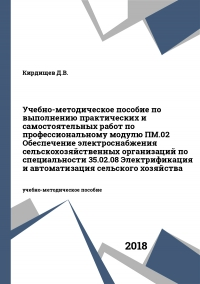 Кирдищев Д.В.
Учебно-методическое пособие по
выполнению практических и
самостоятельных работ по
профессиональному модулю ПМ.02
Обеспечение электроснабжения
сельскохозяйственных организаций по
специальности 35.02.08 Электрификация
и автоматизация сельского хозяйства
учебно-методическое пособие
2018